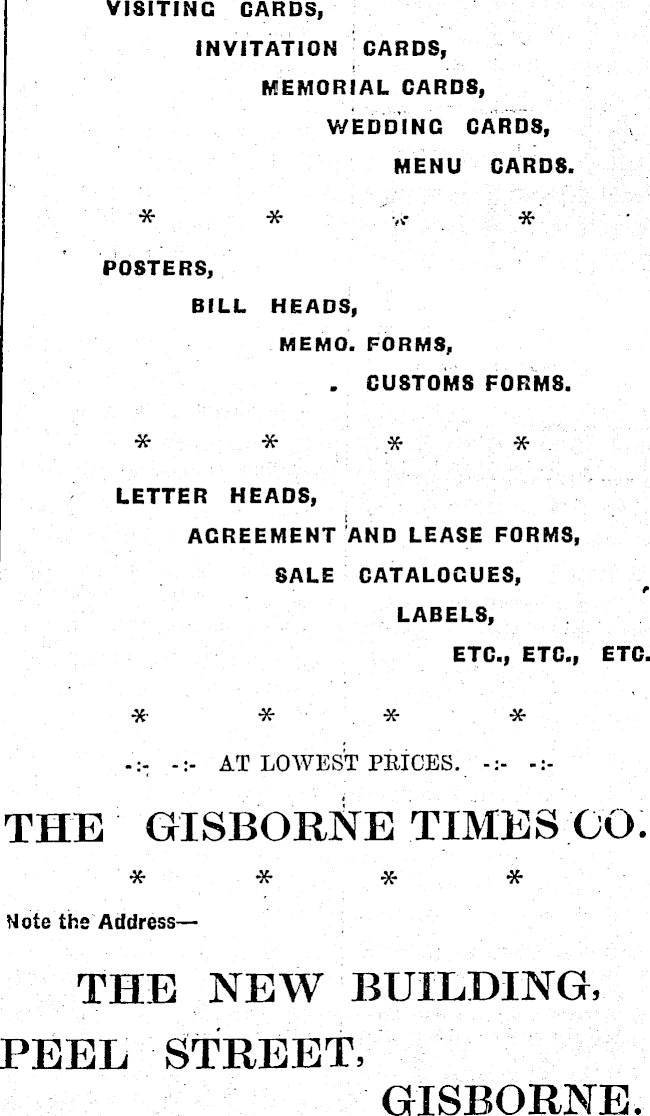 VISITING CARDS,
INVITATION CARDS,
MEMORIAL CARDS,
WEDDING CARDS,
MENU CARDS.
* * * *
POSTERS,
BILL HEADS,
MEMO. FORMS,
CUSTOMS FORMS.
* * * *
LETTER HEADS,
AGREEMENT AND LEASE FORMS,
SALE CATALOGUES,
LABELS,
ETC., ETC., ETC.
* * * *
-:- -:- AT LOWEST PRICES. -:- -:-
THE GISBORNE TIMES CO.
* * * *
Note the Address—
THE NEW BUILDING,
PEEL STREET,
GISBORNE.